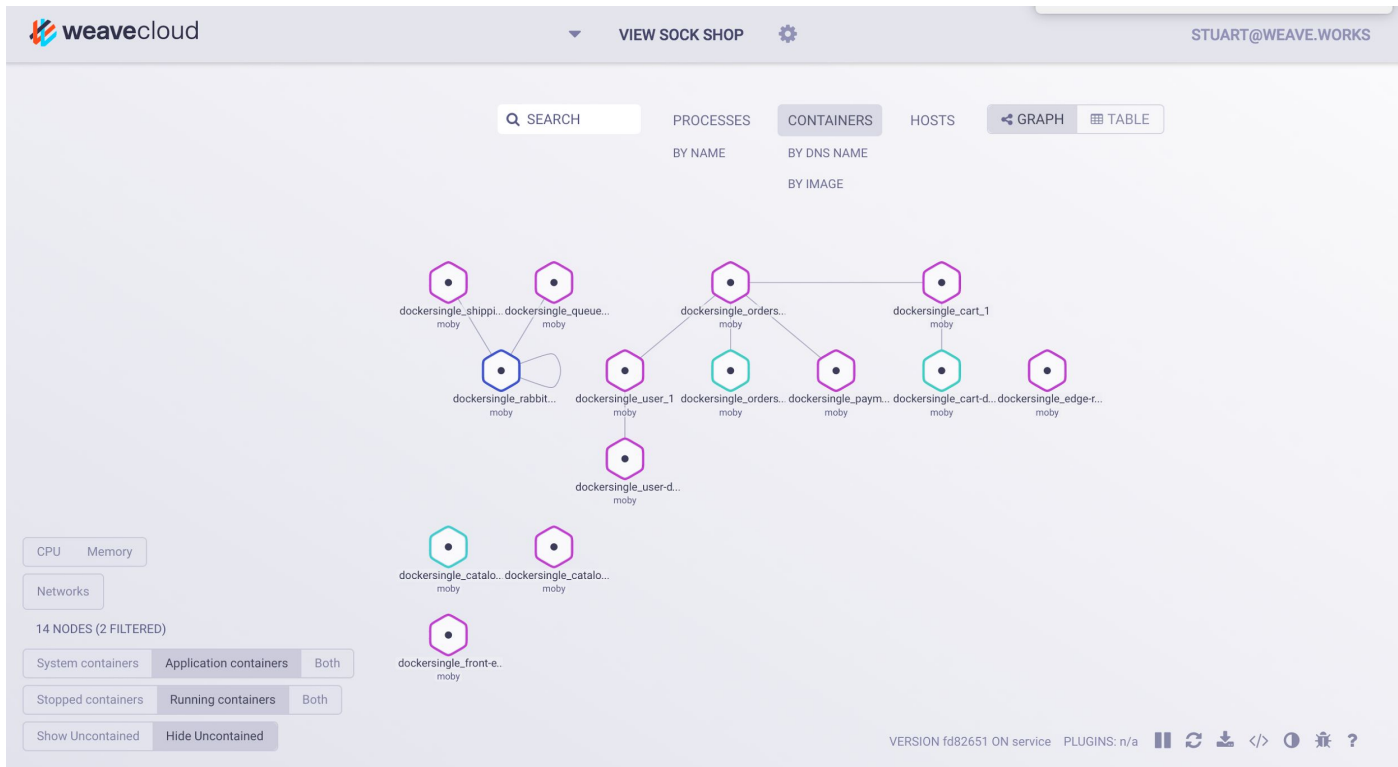 weavecloud
VIEW SOCK SHOP
STUART@WEAVE.WORKS
SEARCH
PROCESSES
CONTAINERS
HOSTS
GRAPH
TABLE
BY NAME
BY DNS NAME
BY IMAGE
dockersingle_shippi...
moby
dockersingle_queue...
moby
dockersingle_orders...
moby
dockersingle_cart_1
moby
dockersingle_rabbit...
moby
dockersingle_user_1
moby
dockersingle_orders...
moby
dockersingle_paym...
moby
dockersingle_cart-d...
moby
dockersingle_edge-r...
moby
dockersingle_user-d...
moby
dockersingle_catalo...
moby
dockersingle_catalo...
moby
dockersingle_front-e..
moby
CPU Memory
Networks
14 NODES (2 FILTERED)
System containers Application containers Both
Stopped containers Running containers Both
Show Uncontained Hide Uncontained
VERSION fd82651 ON service PLUGINS: n/a </> ?